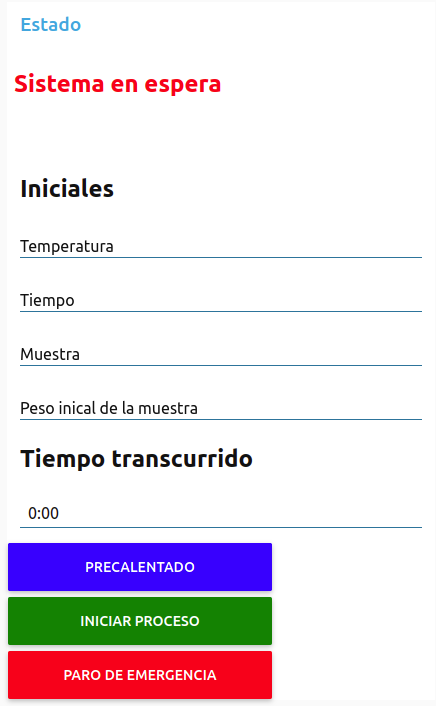 Estado
Sistema en espera
Iniciales
Temperatura
Tiempo
Muestra
Peso inical de la muestra
Tiempo transcurrido
0:00
PRECALENTADO
INICIAR PROCESO
PARO DE EMERGENCIA